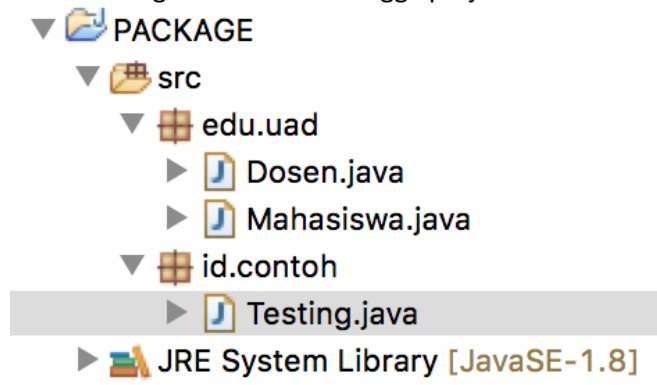 PACKAGE
src
edu.uad
Dosen.java
Mahasiswa.java
id.contoh
Testing.java
JRE System Library [JavaSE-1.8]